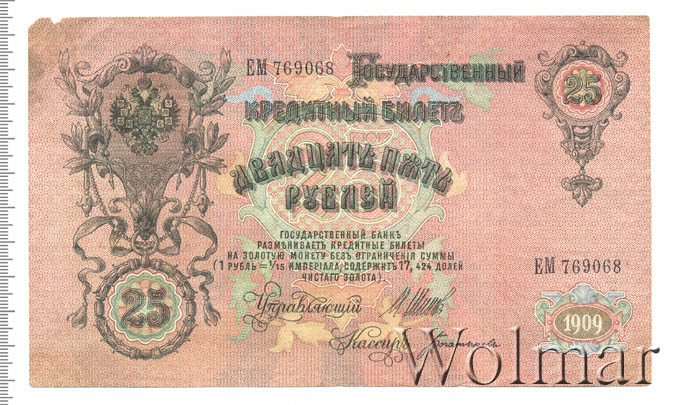 ЕМ 769068 Государственный
кредитный билетъ
25
двадцать пять
рублей
государственный банкъ
размѣниваетъ кредитные билеты
на золотую монету безъ ограниченія суммы
(1 рубль = 1/15 имперіала, содержитъ 17,424 долей
чистаго золота).
ЕМ 769068
25
Управляющій
1909
Кассиръ
Wolmar